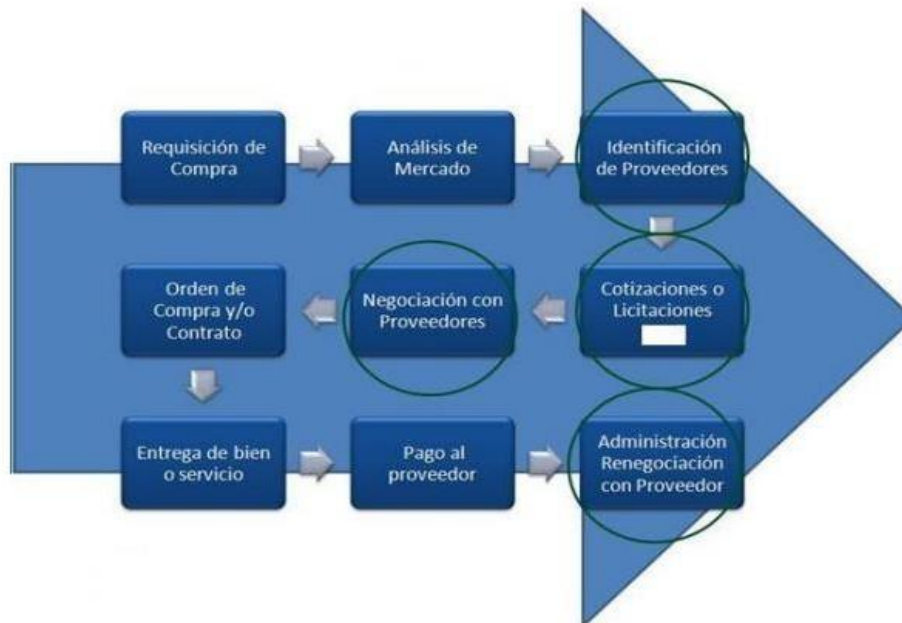 Requisición de
Compra
Análisis de
Mercado
Identificación
de Proveedores
Cotizaciones o
Licitaciones
Negociación con
Proveedores
Orden de
Compra y/o
Contrato
Entrega de bien
o servicio
Pago al
proveedor
Administración
Renegociación
con Proveedor